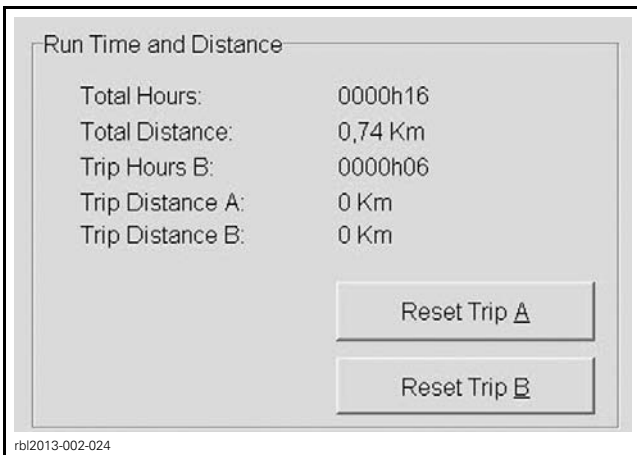 Run Time and Distance
Total Hours: 0000h16
Total Distance: 0,74 Km
Trip Hours B: 0000h06
Trip Distance A: 0 Km
Trip Distance B: 0 Km
Reset Trip A
Reset Trip B
rbl2013-002-024